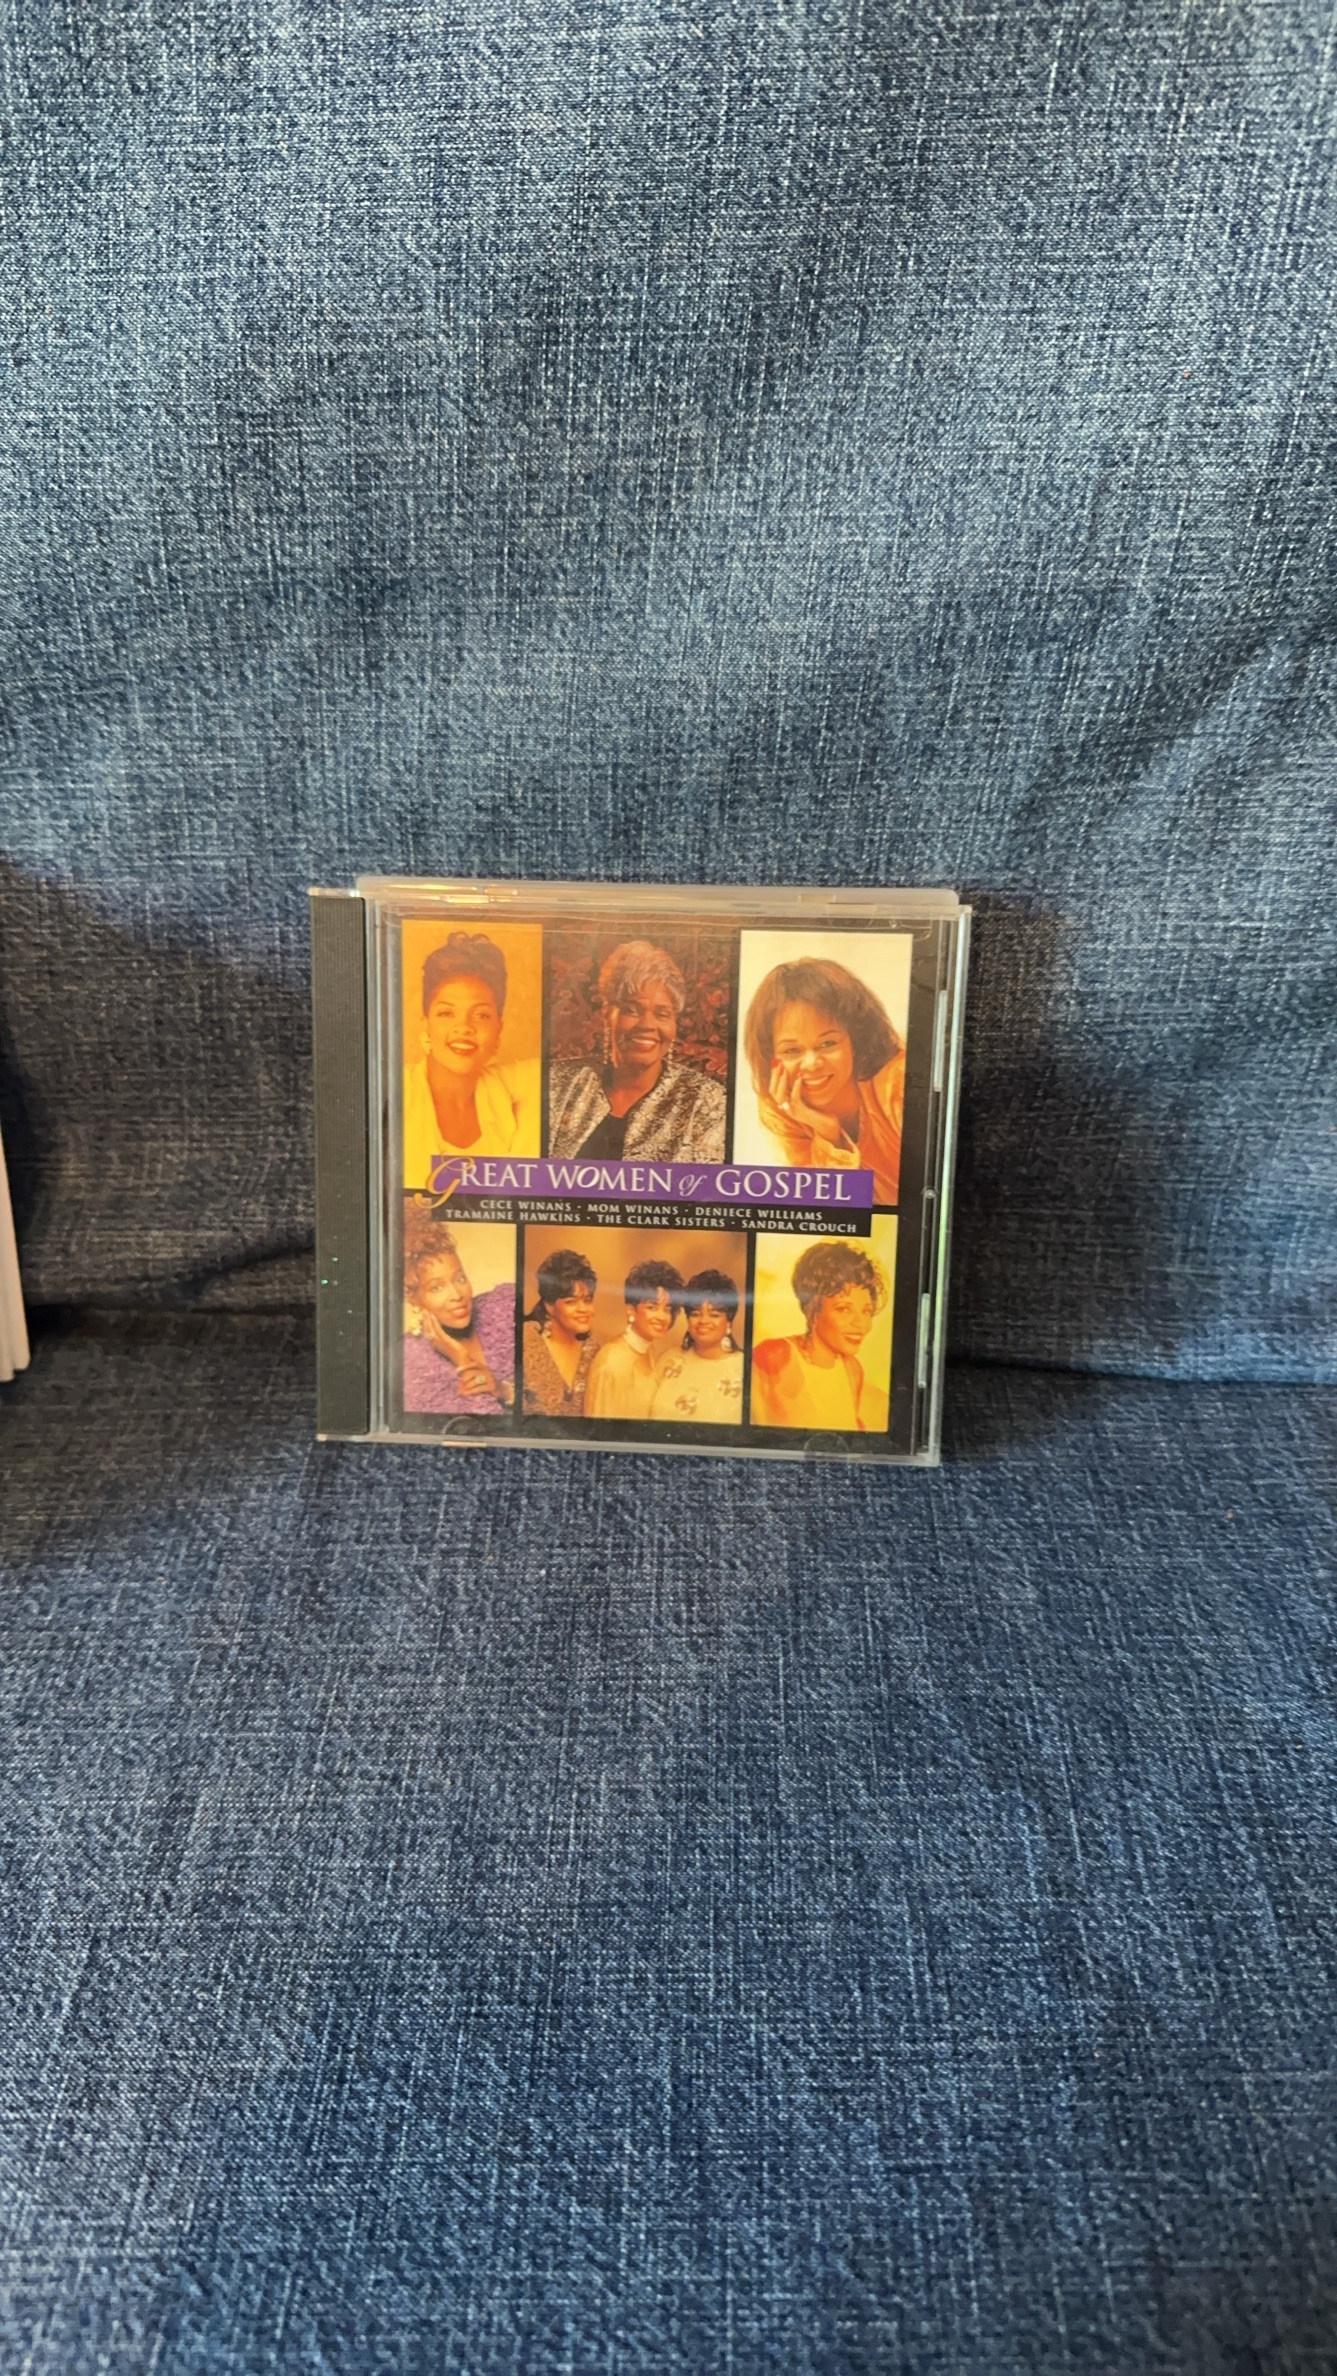 GREAT WOMEN of GOSPEL
CECE WINANS · MOM WINANS · DENIECE WILLIAMS
TRAMAINE HAWKINS · THE CLARK SISTERS · SANDRA CROUCH